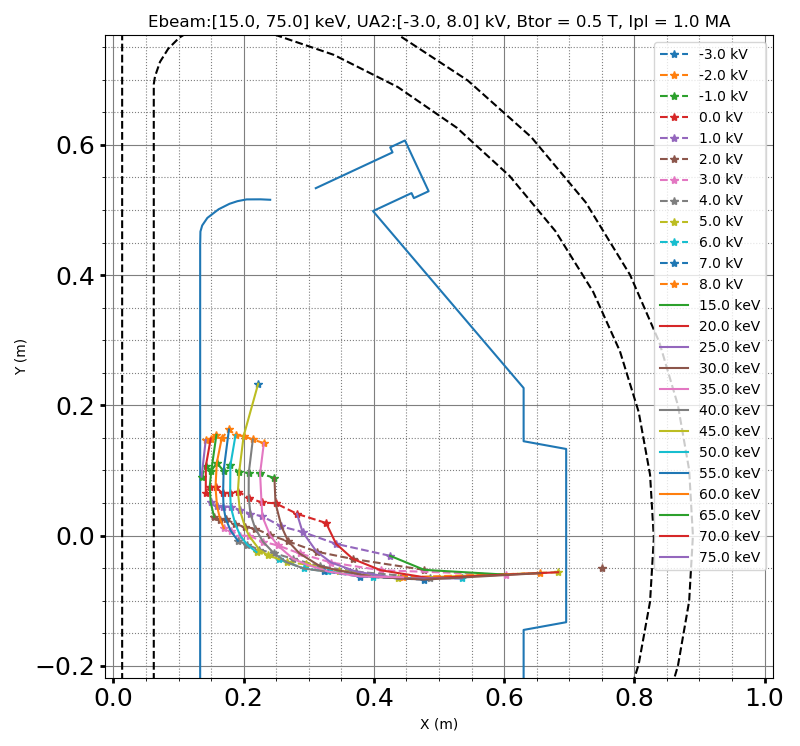 Ebeam:[15.0, 75.0] keV, UA2:[-3.0, 8.0] kV, Btor = 0.5 T, Ipl = 1.0 MA
-3.0 kV
-2.0 kV
-1.0 kV
0.0 kV
1.0 kV
2.0 kV
3.0 kV
4.0 kV
5.0 kV
6.0 kV
7.0 kV
8.0 kV
15.0 keV
20.0 keV
25.0 keV
30.0 keV
35.0 keV
40.0 keV
45.0 keV
50.0 keV
55.0 keV
60.0 keV
65.0 keV
70.0 keV
75.0 keV
0.6
0.4
0.2
0.0
−0.2
Y (m)
0.0 0.2 0.4 0.6 0.8 1.0
X (m)